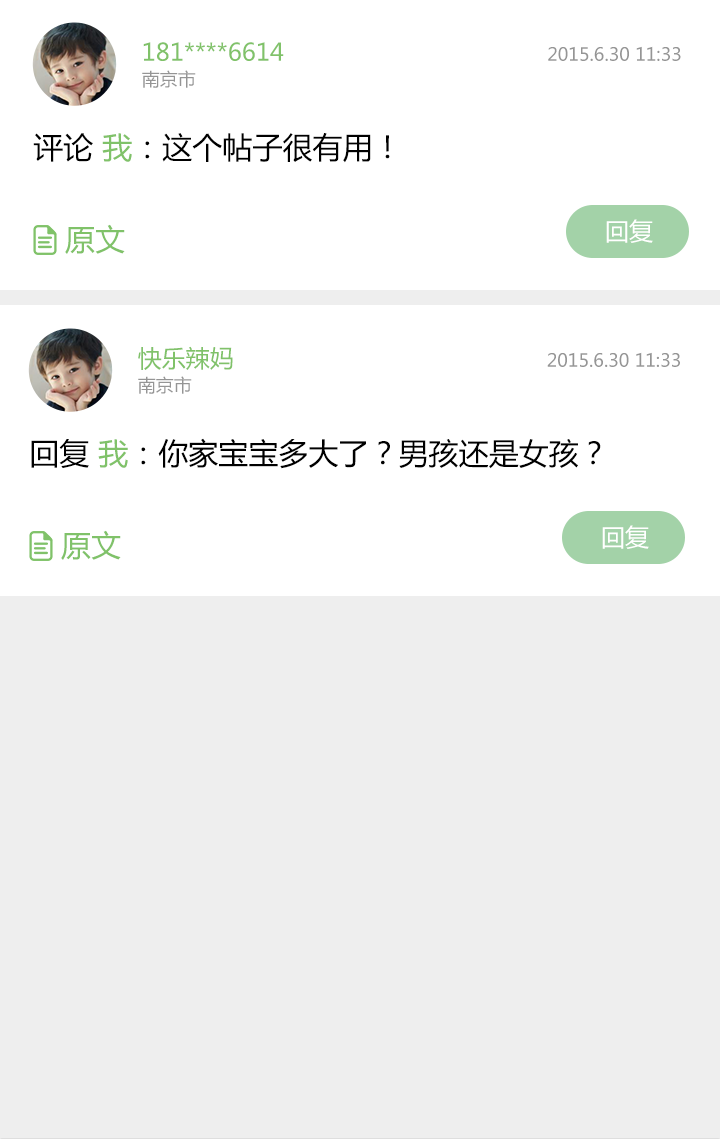 181****6614
2015.6.30 11:33
南京市
评论 我：这个帖子很有用！
原文
回复
快乐辣妈
2015.6.30 11:33
南京市
回复 我：你家宝宝多大了？男孩还是女孩？
原文
回复